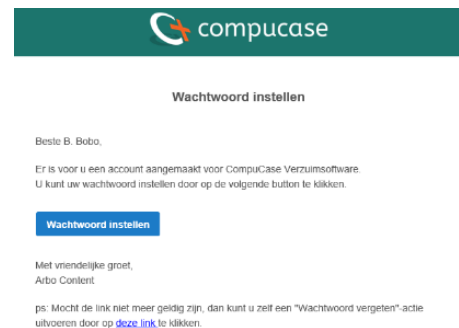 compucase
Wachtwoord instellen
Beste B. Bobo,
Er is voor u een account aangemaakt voor CompuCase Verzuimsoftware.
U kunt uw wachtwoord instellen door op de volgende button te klikken.
Wachtwoord instellen
Met vriendelijke groet,
Arbo Content
ps: Mocht de link niet meer geldig zijn, dan kunt u zelf een "Wachtwoord vergeten"-actie
uitvoeren door op deze link te klikken.